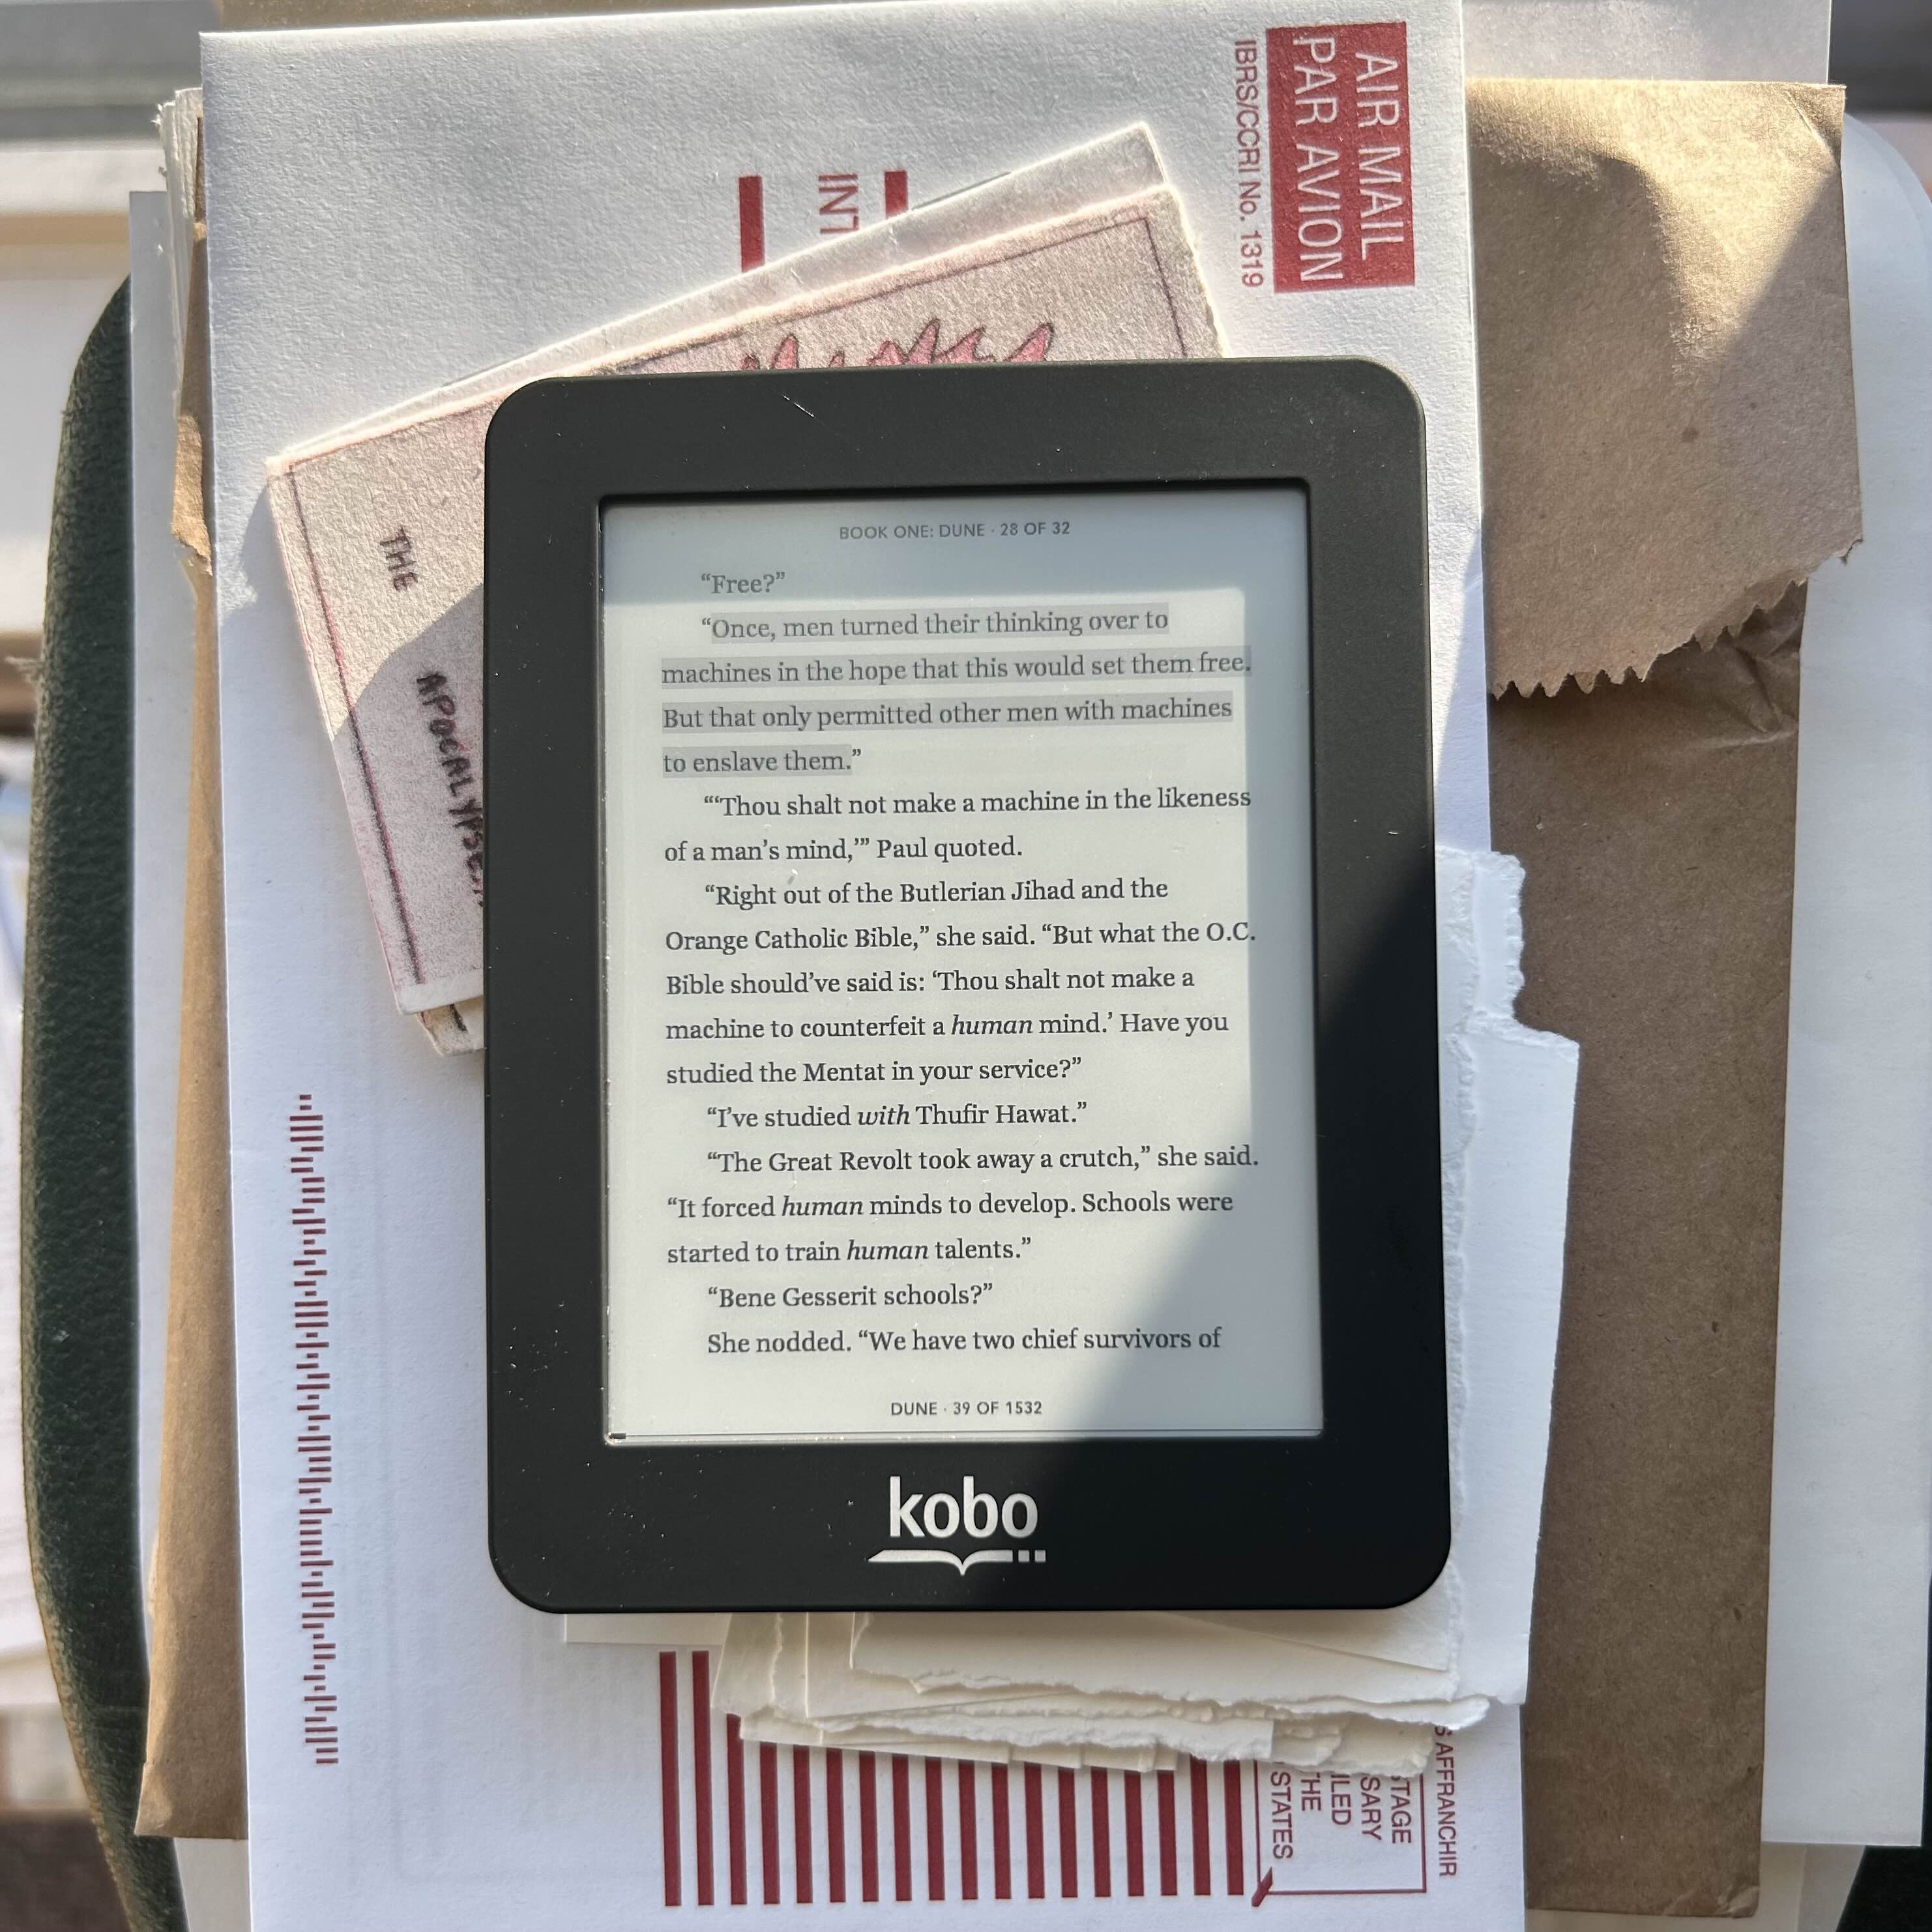 AIR MAIL
PAR AVION
IBRS/CCRI No. 1319
THE
BOOK ONE: DUNE · 28 OF 32
“Free?”
“Once, men turned their thinking over to
machines in the hope that this would set them free.
But that only permitted other men with machines
to enslave them.”
“‘Thou shalt not make a machine in the likeness
of a man’s mind,’” Paul quoted.
“Right out of the Butlerian Jihad and the
Orange Catholic Bible,” she said. “But what the O.C.
Bible should’ve said is: ‘Thou shalt not make a
machine to counterfeit a human mind.’ Have you
studied the Mentat in your service?”
“I’ve studied with Thufir Hawat.”
“The Great Revolt took away a crutch,” she said.
“It forced human minds to develop. Schools were
started to train human talents.”
“Bene Gesserit schools?”
She nodded. “We have two chief survivors of
DUNE · 39 OF 1532
kobo
AFFRANCHIR
STATES